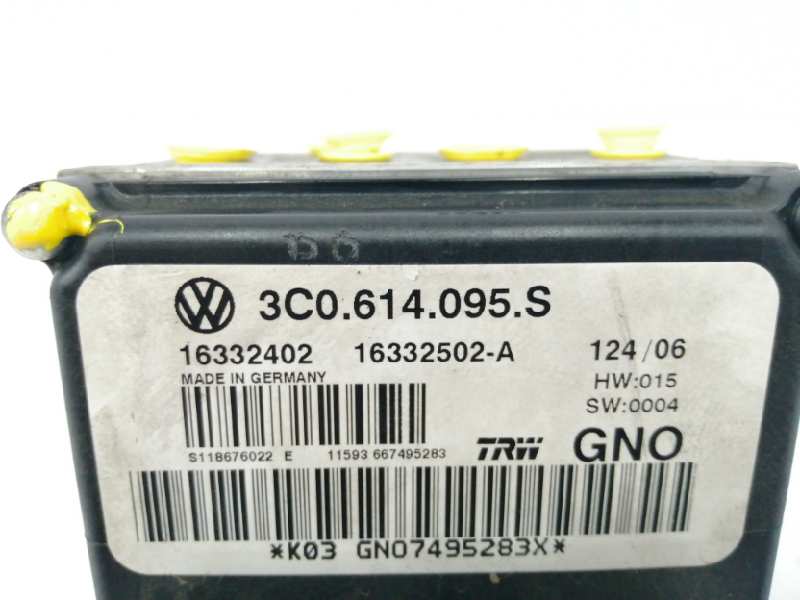 3C0.614.095.S
16332402 16332502-A 124/06
MADE IN GERMANY HW:015
SW:0004
S118676022 E 11593 667495283 TRW GNO
*K03 GNO7495283X*